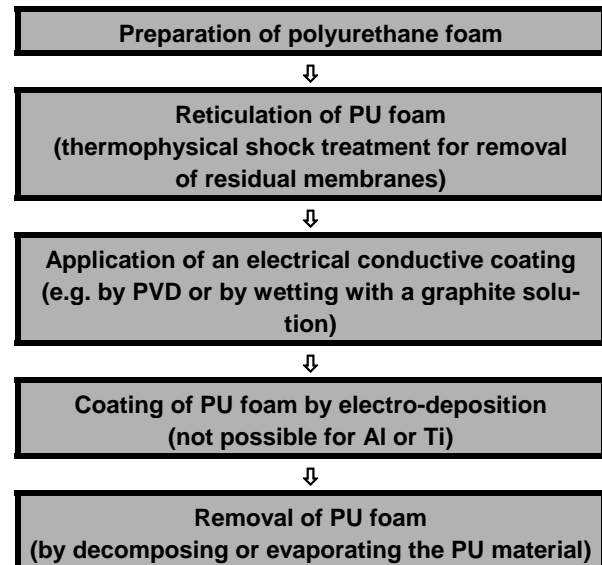 Preparation of polyurethane foam
⇩
Reticulation of PU foam
(thermophysical shock treatment for removal
of residual membranes)
⇩
Application of an electrical conductive coating
(e.g. by PVD or by wetting with a graphite solu-
tion)
⇩
Coating of PU foam by electro-deposition
(not possible for Al or Ti)
⇩
Removal of PU foam
(by decomposing or evaporating the PU material)